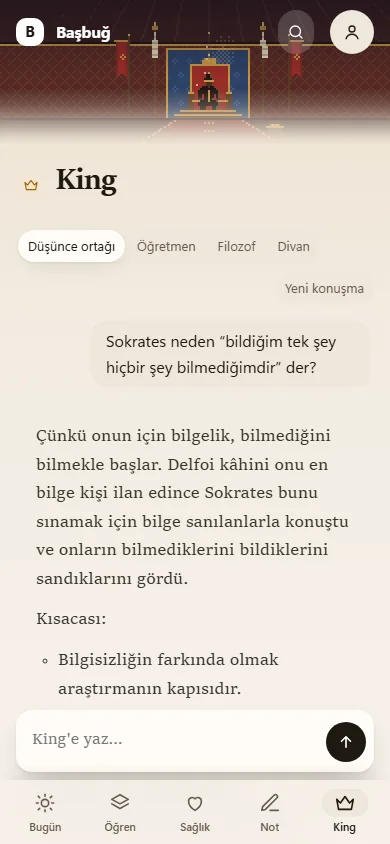 B Başbuğ
King
Düşünce ortağı Öğretmen Filozof Divan
Yeni konuşma
Sokrates neden “bildiğim tek şey
hiçbir şey bilmediğimdir” der?
Çünkü onun için bilgelik, bilmediğini
bilmekle başlar. Delfoi kâhini onu en
bilge kişi ilan edince Sokrates bunu
sınamak için bilge sanılanlarla konuştu
ve onların bilmediklerini bildiklerini
sandıklarını gördü.
Kısacası:
◦ Bilgisizliğin farkında olmak
araştırmanın kapısıdır.
King'e yaz...
Bugün Öğren Sağlık Not King